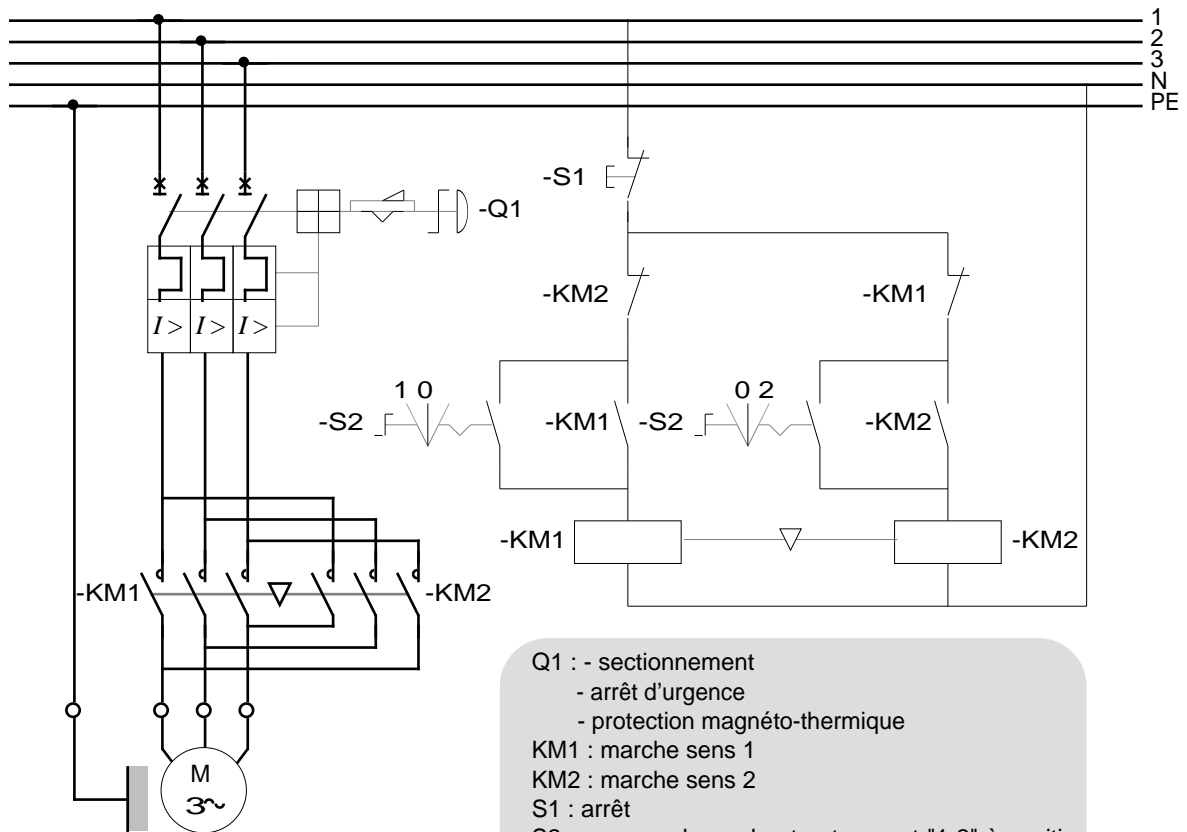 1
2
3
N
PE
-S1
-Q1
-KM2
-KM1
I > I > I >
1 0
0 2
-S2
-KM1
-S2
-KM2
-KM1
-KM2
-KM1
-KM2
Q1 : - sectionnement
- arrêt d'urgence
- protection magnéto-thermique
KM1 : marche sens 1
KM2 : marche sens 2
S1 : arrêt
M
3~